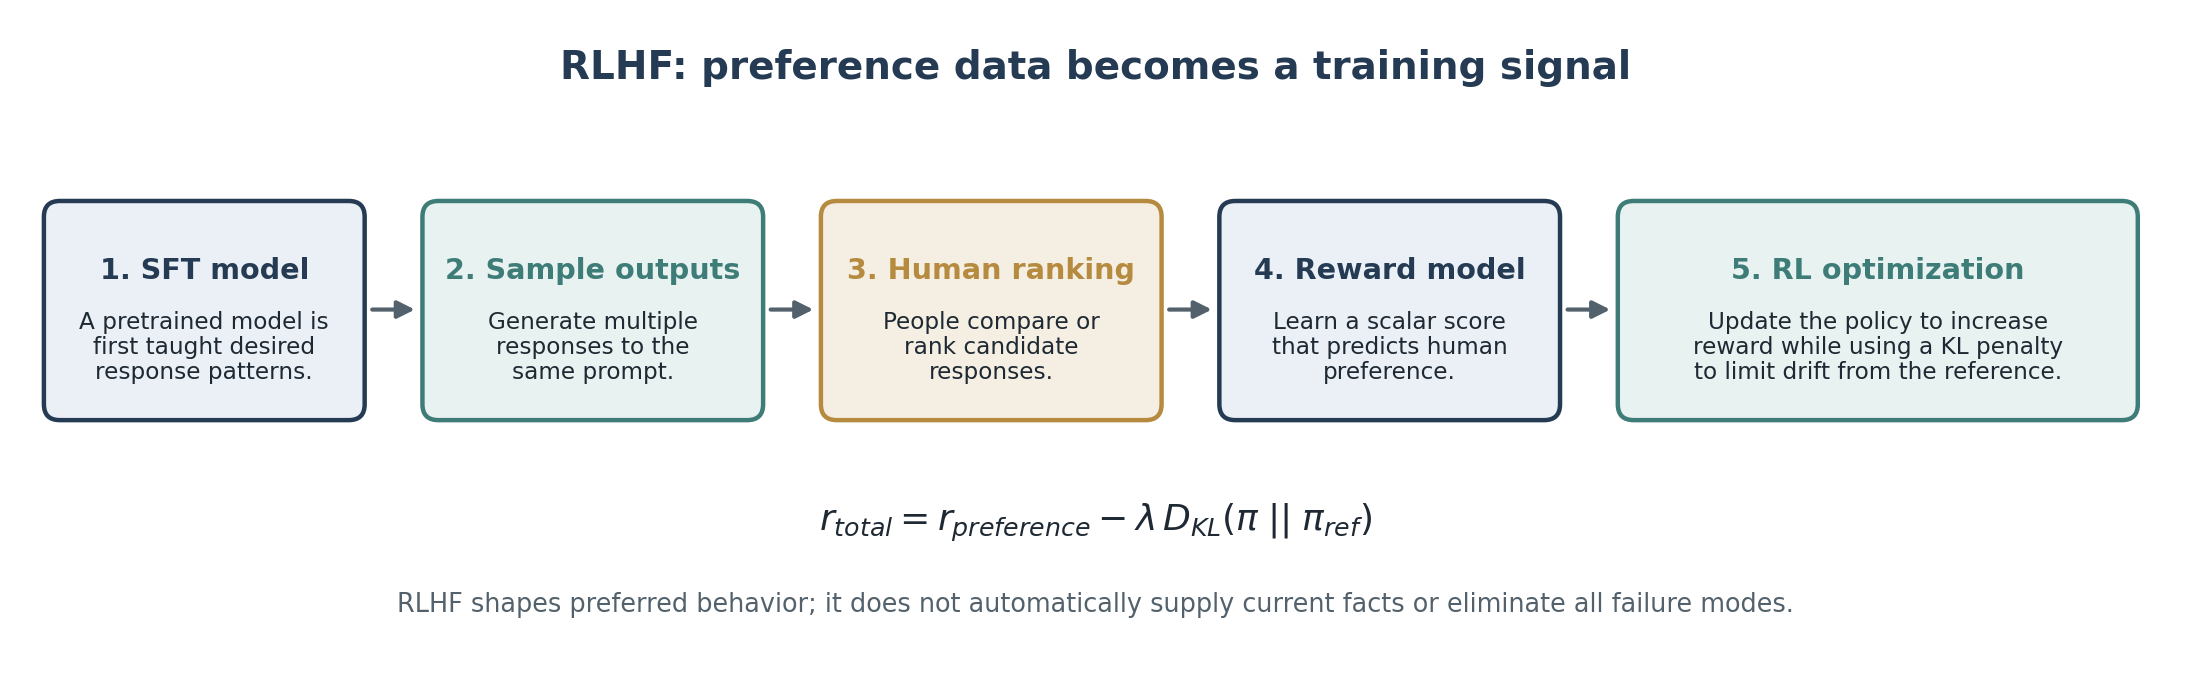 RLHF: preference data becomes a training signal
1. SFT model
A pretrained model is
first taught desired
response patterns.
2. Sample outputs
Generate multiple
responses to the
same prompt.
3. Human ranking
People compare or
rank candidate
responses.
4. Reward model
Learn a scalar score
that predicts human
preference.
5. RL optimization
Update the policy to increase
reward while using a KL penalty
to limit drift from the reference.
r_total = r_preference − λ D_KL(π || π_ref)
RLHF shapes preferred behavior; it does not automatically supply current facts or eliminate all failure modes.